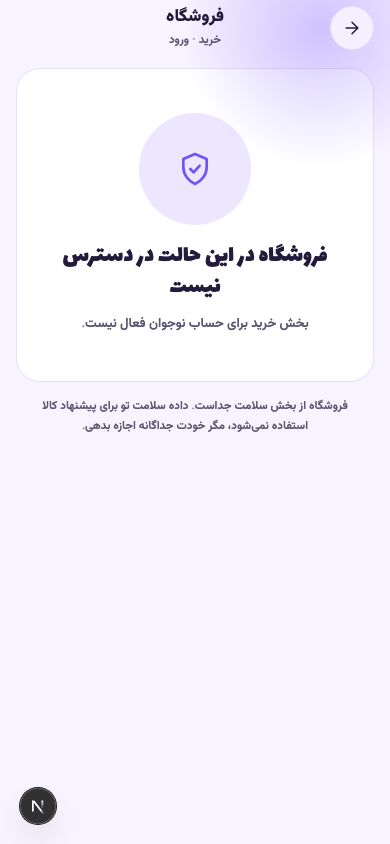 فروشگاه
خرید · ورود
فروشگاه در این حالت در دسترس
نیست
بخش خرید برای حساب نوجوان فعال نیست.
فروشگاه از بخش سلامت جداست. داده سلامت تو برای پیشنهاد کالا
استفاده نمی‌شود، مگر خودت جداگانه اجازه بدهی.
N